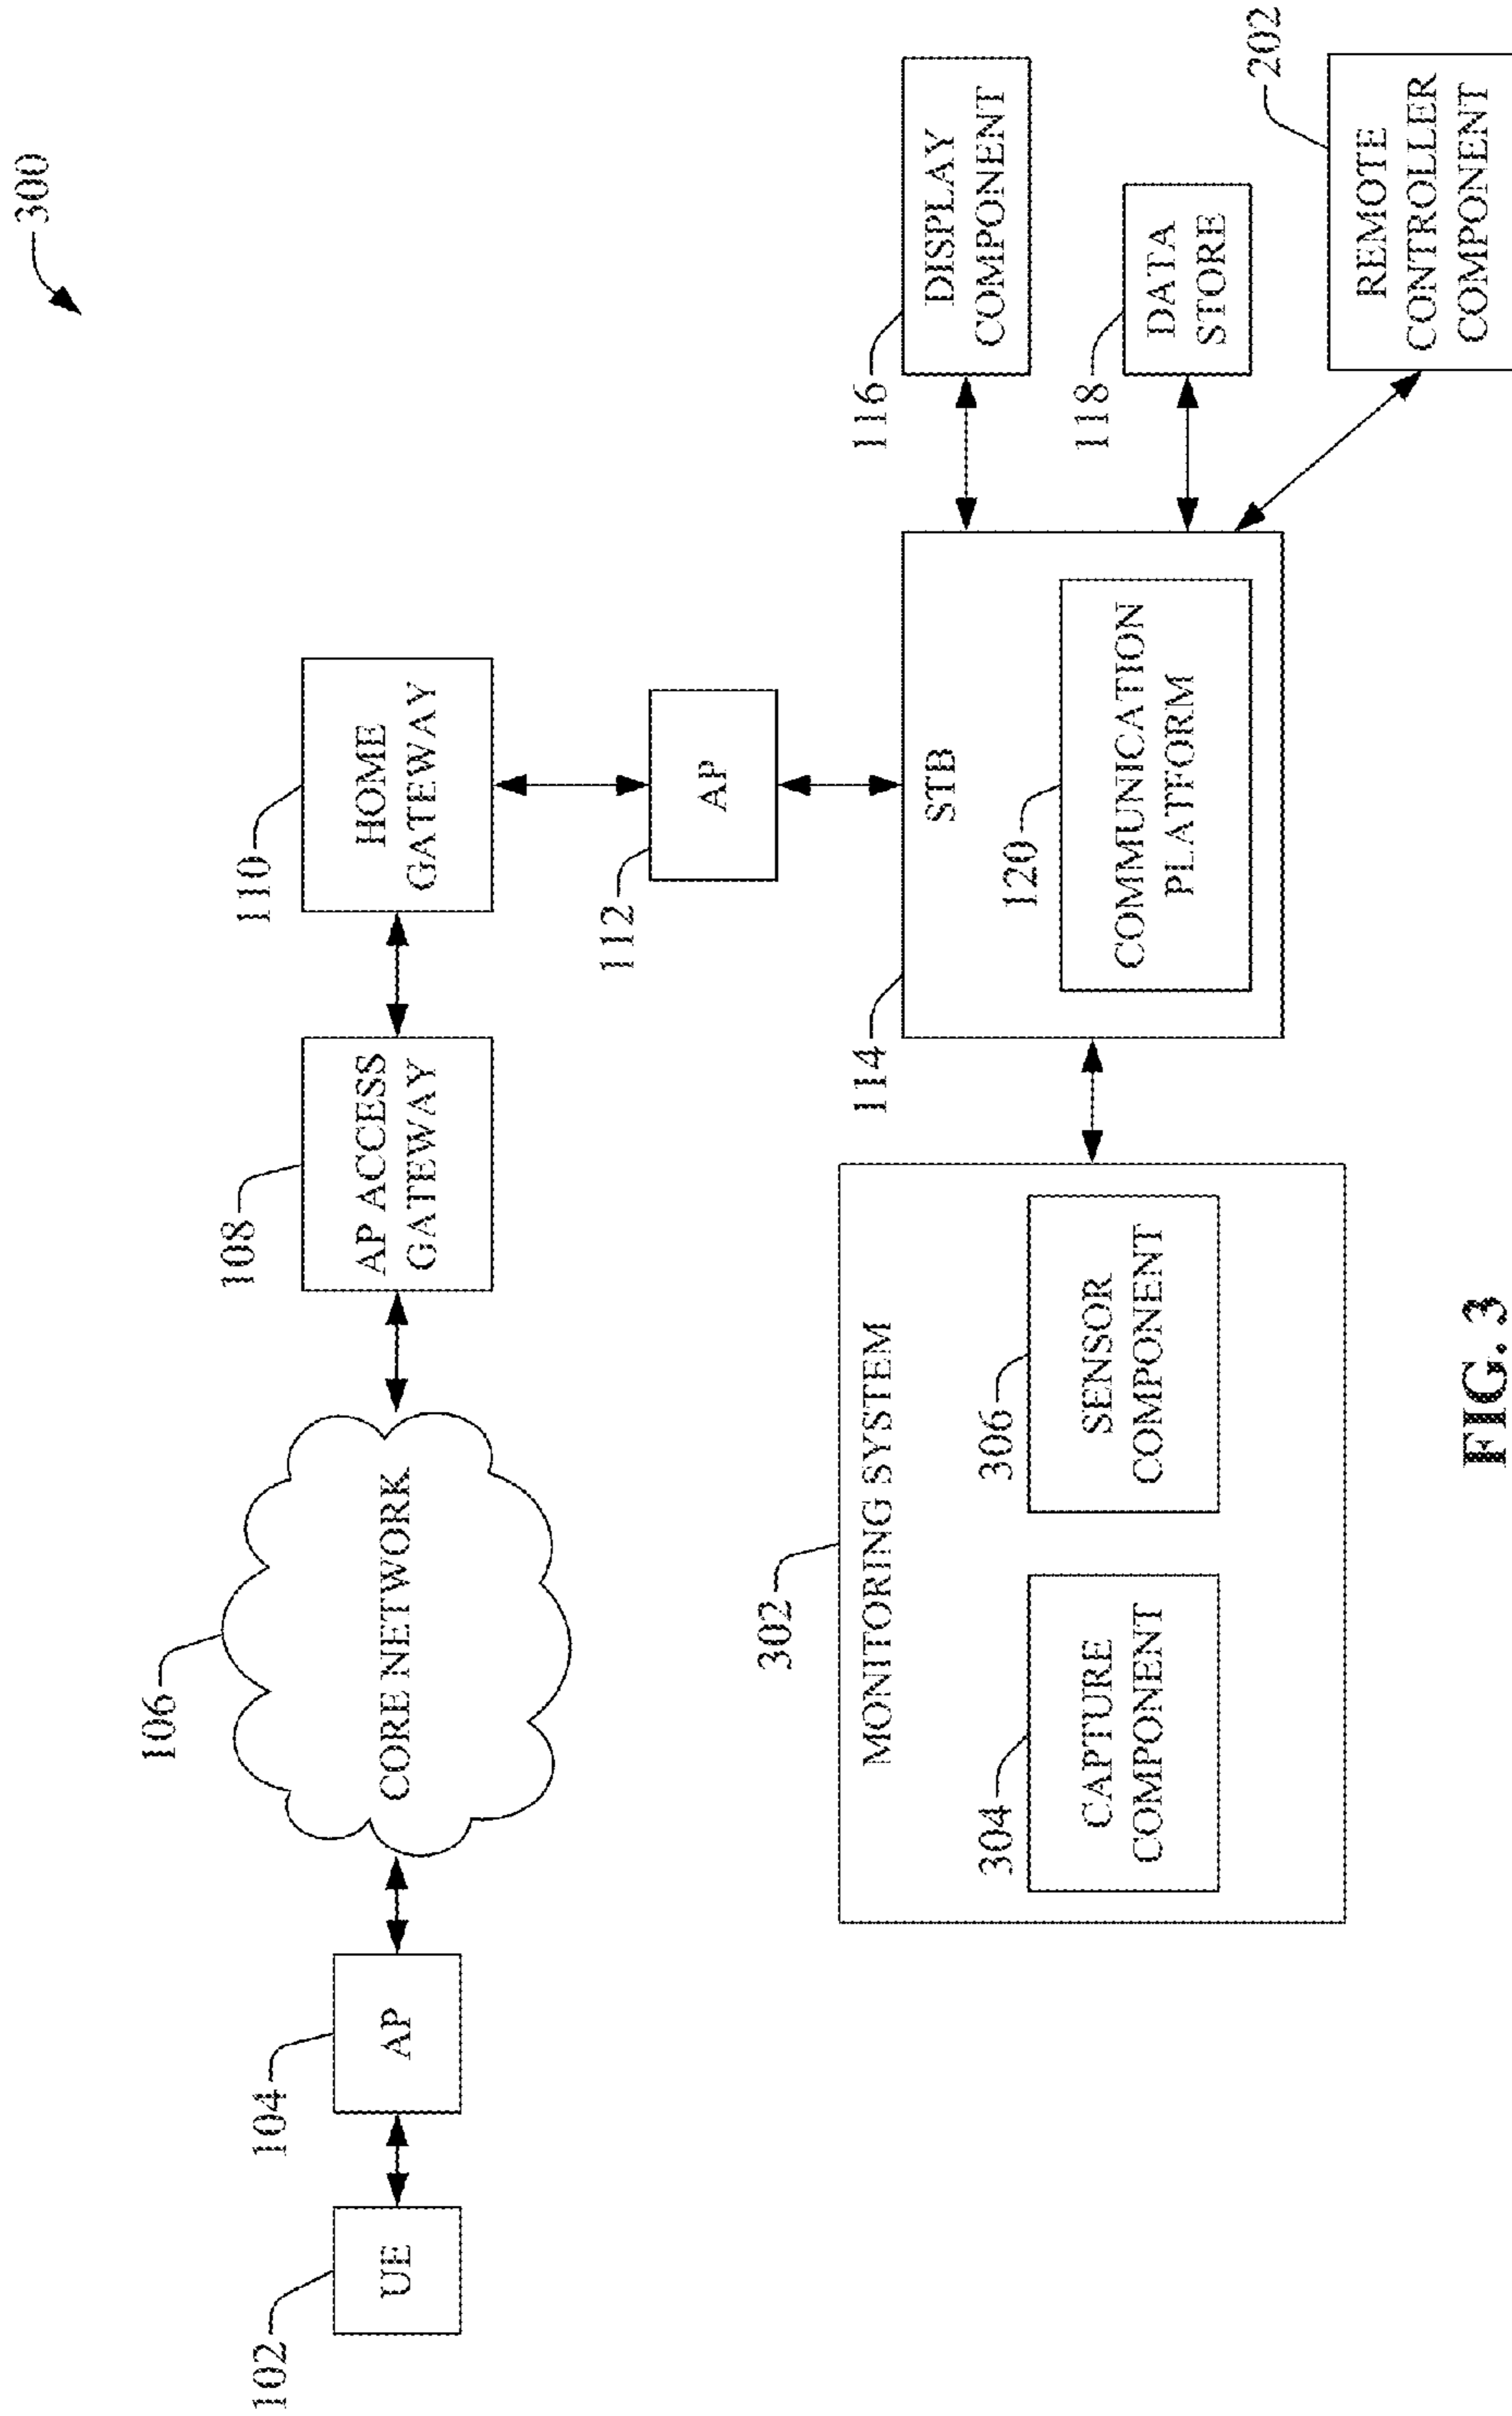 300
102
UE
104
AP
106
CORE NETWORK
108
AP ACCESS
GATEWAY
110
HOME
GATEWAY
112
AP
114
STB
120
COMMUNICATION
PLATFORM
116
DISPLAY
COMPONENT
118
DATA
STORE
202
REMOTE
CONTROLLER
COMPONENT
302
MONITORING SYSTEM
304
CAPTURE
COMPONENT
306
SENSOR
COMPONENT
FIG. 3